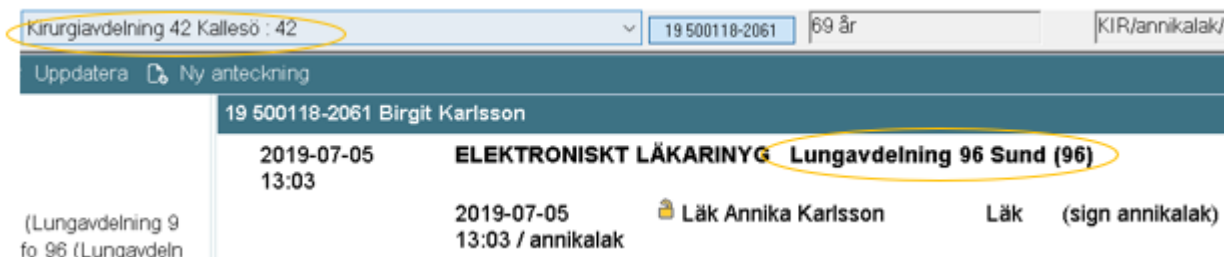 Kirurgiavdelning 42 Kallesö : 42 19 500118-2061 69 år KIR/annikalak/
Uppdatera Ny anteckning
19 500118-2061 Birgit Karlsson
2019-07-05 ELEKTRONISKT LÄKARINYG Lungavdelning 96 Sund (96)
13:03
(Lungavdelning 9 2019-07-05 Läk Annika Karlsson Läk (sign annikalak)
fo 96 (Lungavdeln 13:03 / annikalak